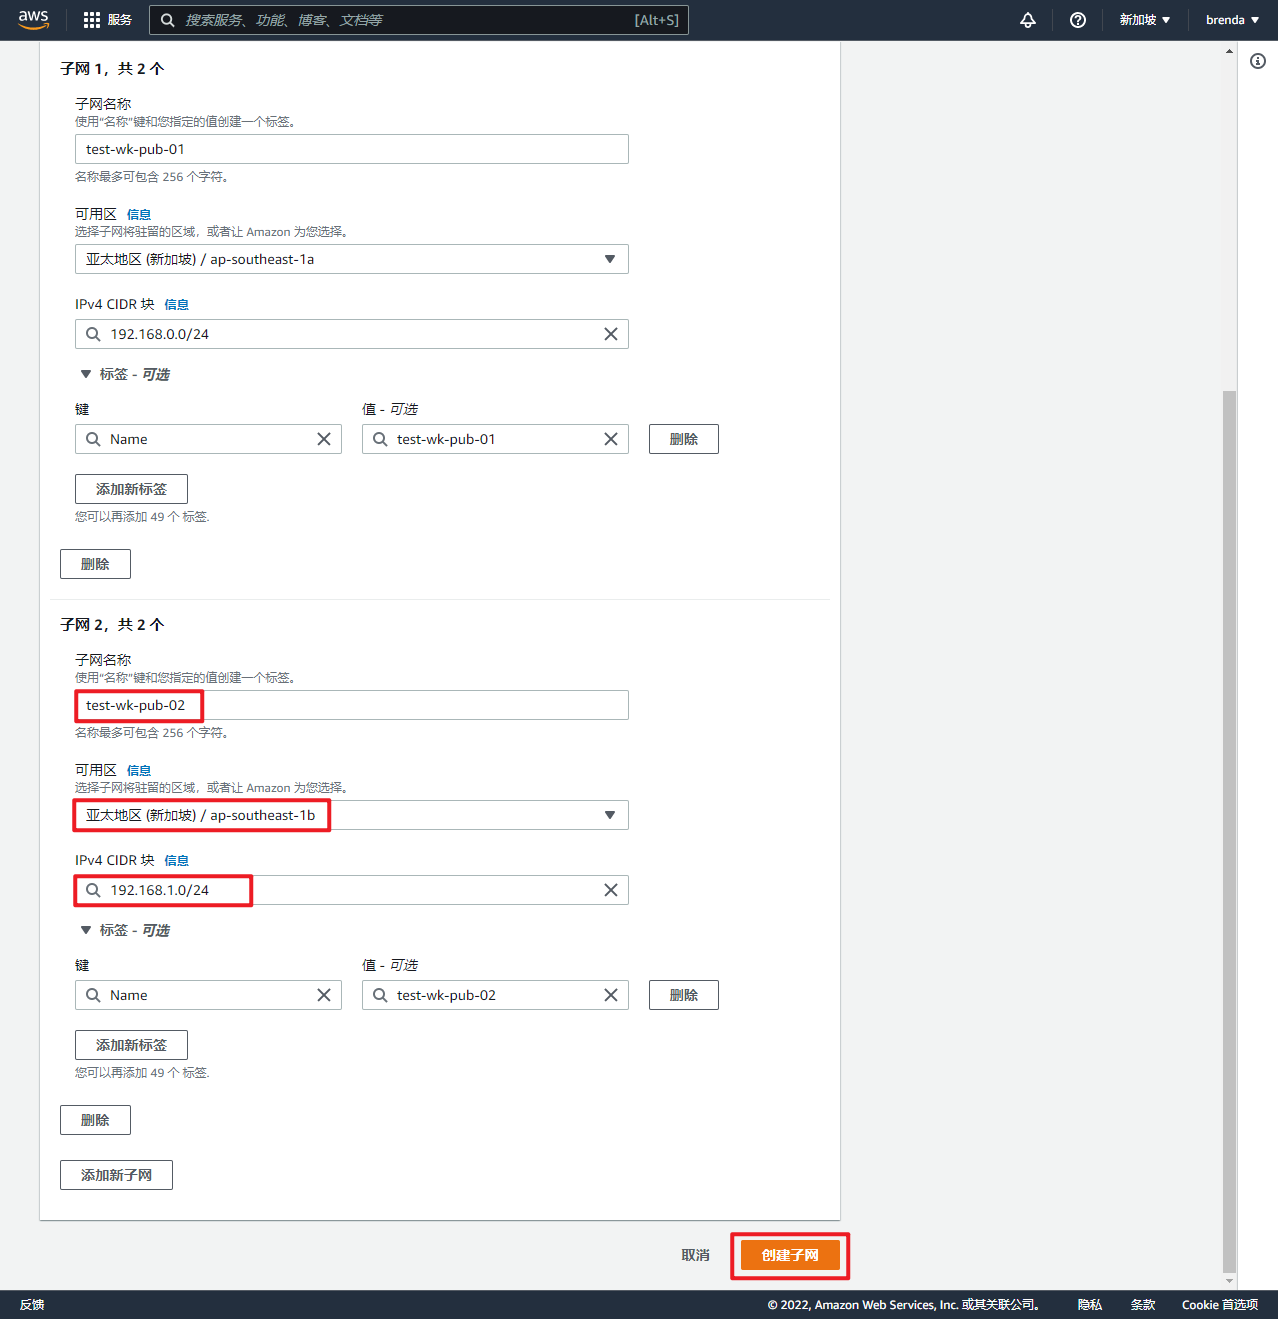 aws 服务 搜索服务、功能、博客、文档等 [Alt+S] 新加坡 brenda
子网 1，共 2 个
子网名称
使用“名称”键和您指定的值创建一个标签。
test-wk-pub-01
名称最多可包含 256 个字符。
可用区 信息
选择子网将驻留的区域，或者让 Amazon 为您选择。
亚太地区 (新加坡) / ap-southeast-1a
IPv4 CIDR 块 信息
192.168.0.0/24
标签 - 可选
键 值 - 可选
Name test-wk-pub-01 删除
添加新标签
您可以再添加 49 个 标签.
删除
子网 2，共 2 个
子网名称
使用“名称”键和您指定的值创建一个标签。
test-wk-pub-02
名称最多可包含 256 个字符。
可用区 信息
选择子网将驻留的区域，或者让 Amazon 为您选择。
亚太地区 (新加坡) / ap-southeast-1b
IPv4 CIDR 块 信息
192.168.1.0/24
标签 - 可选
键 值 - 可选
Name test-wk-pub-02 删除
添加新标签
您可以再添加 49 个 标签.
删除
添加新子网
取消 创建子网
反馈 © 2022, Amazon Web Services, Inc. 或其关联公司。 隐私 条款 Cookie 首选项